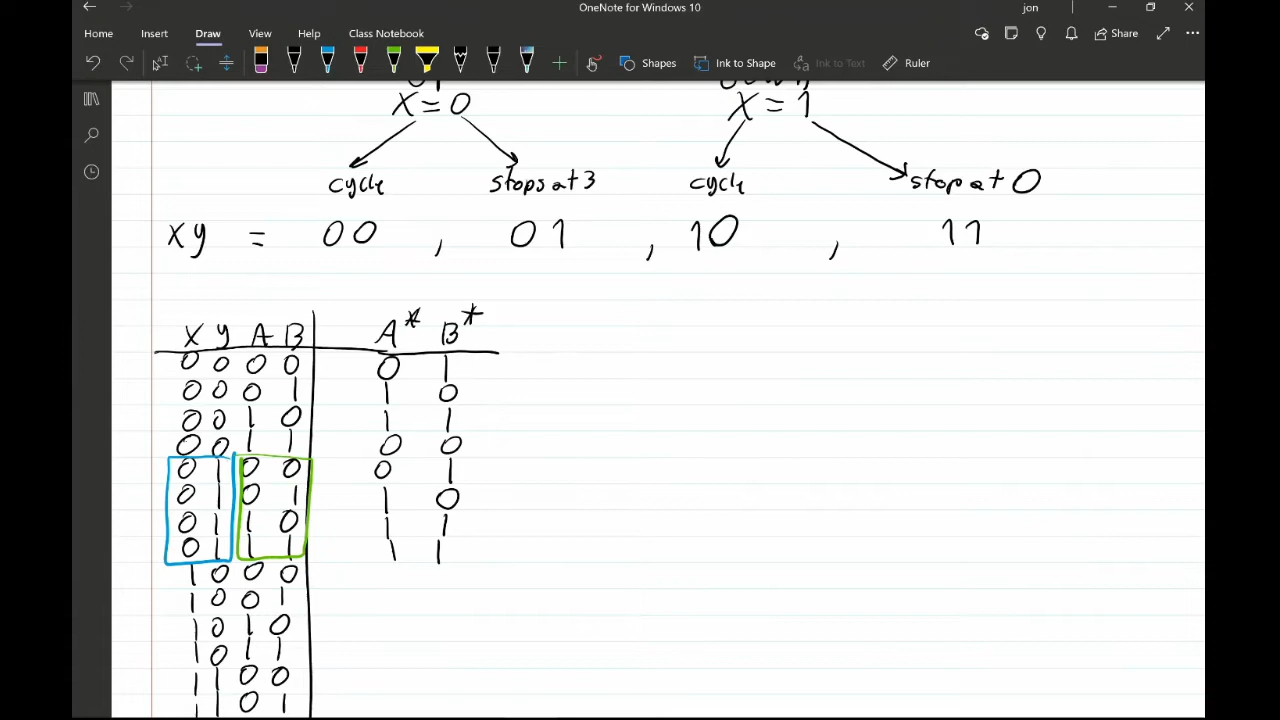 OneNote for Windows 10
jon
Home Insert Draw View Help Class Notebook Share
Shapes Ink to Shape Ink to Text Ruler
X = 0 X = 1
cycle stops at 3 cycle stop at 0
xy = 00 , 01 , 10 , 11
X y A B A* B*
0 0 0 0 0 1
0 0 0 1 1 0
0 0 1 0 1 1
0 0 1 1 0 0
0 1 0 0 0 1
0 1 0 1 1 0
0 1 1 0 1 1
0 1 1 1 1 1
1 0 0 0
1 0 0 1
1 0 1 0
1 0 1 1
1 1 0 0
1 1 0 1